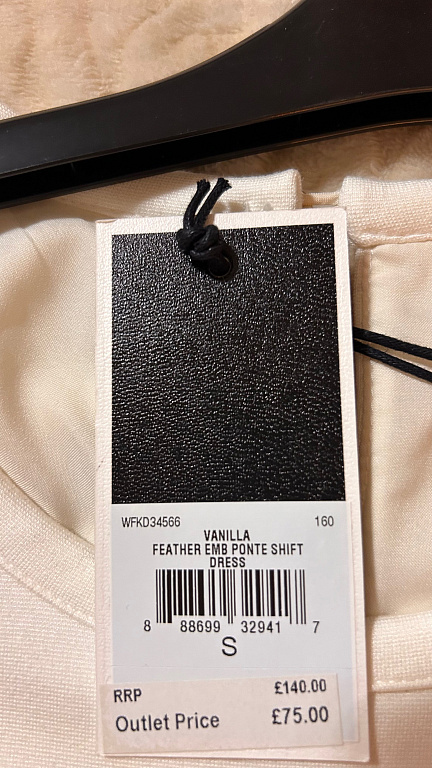 WFKD34566 160
VANILLA
FEATHER EMB PONTE SHIFT
DRESS
8 88699 32941 7
S
RRP £140.00
Outlet Price £75.00